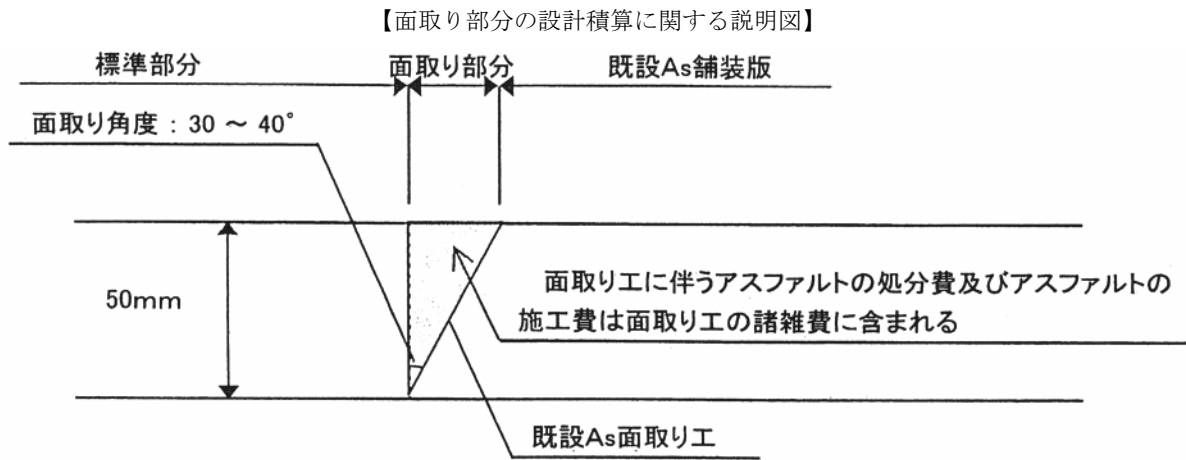 【面取り部分の設計積算に関する説明図】
標準部分
面取り部分
既設As舗装版
面取り角度：30 ～ 40°
50mm
面取り工に伴うアスファルトの処分費及びアスファルトの
施工費は面取り工の諸雑費に含まれる
既設As面取り工